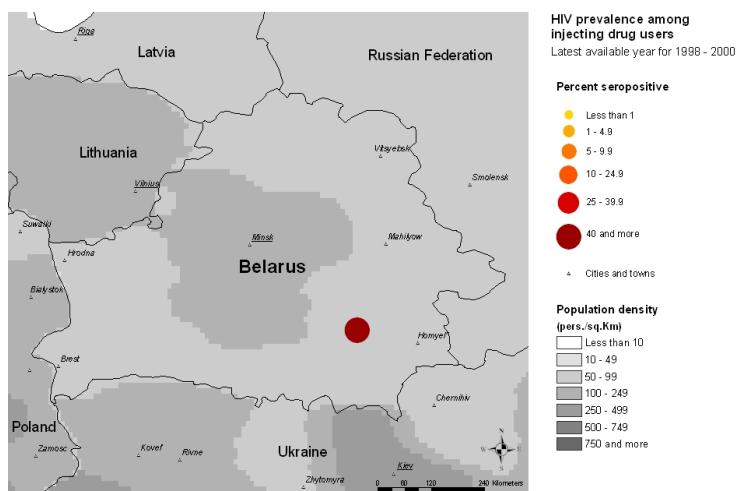 HIV prevalence among
injecting drug users
Latest available year for 1998 - 2000
Percent seropositive
Less than 1
1 - 4.9
5 - 9.9
10 - 24.9
25 - 39.9
40 and more
Cities and towns
Population density
(pers./sq.Km)
Less than 10
10 - 49
50 - 99
100 - 249
250 - 499
500 - 749
750 and more
Riga
Latvia
Russian Federation
Lithuania
Vitsyebsk
Vilnius
Smolensk
Suwalki
Minsk
Mahilyow
Hrodna
Belarus
Bialystok
Homyel'
Brest
Chernihiv
Poland
Zamosc
Kovel'
Rivne
Ukraine
Kiev
Zhytomyra
N
W
E
S
0 60 120 240 Kilometers